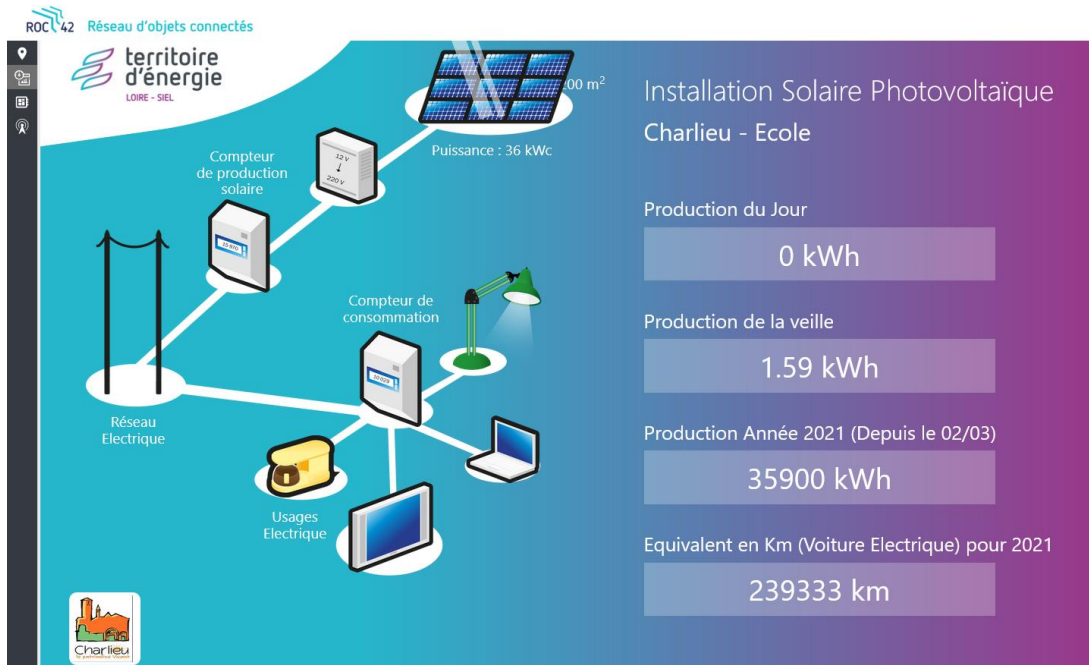 ROC 42 Réseau d'objets connectés
territoire
d'énergie
LOIRE - SIEL
00 m²
Puissance : 36 kWc
12 V
220 V
Compteur
de production
solaire
Compteur de
consommation
10 029
Réseau
Electrique
Usages
Electrique
Charlieu
Installation Solaire Photovoltaïque
Charlieu - Ecole
Production du Jour
0 kWh
Production de la veille
1.59 kWh
Production Année 2021 (Depuis le 02/03)
35900 kWh
Equivalent en Km (Voiture Electrique) pour 2021
239333 km